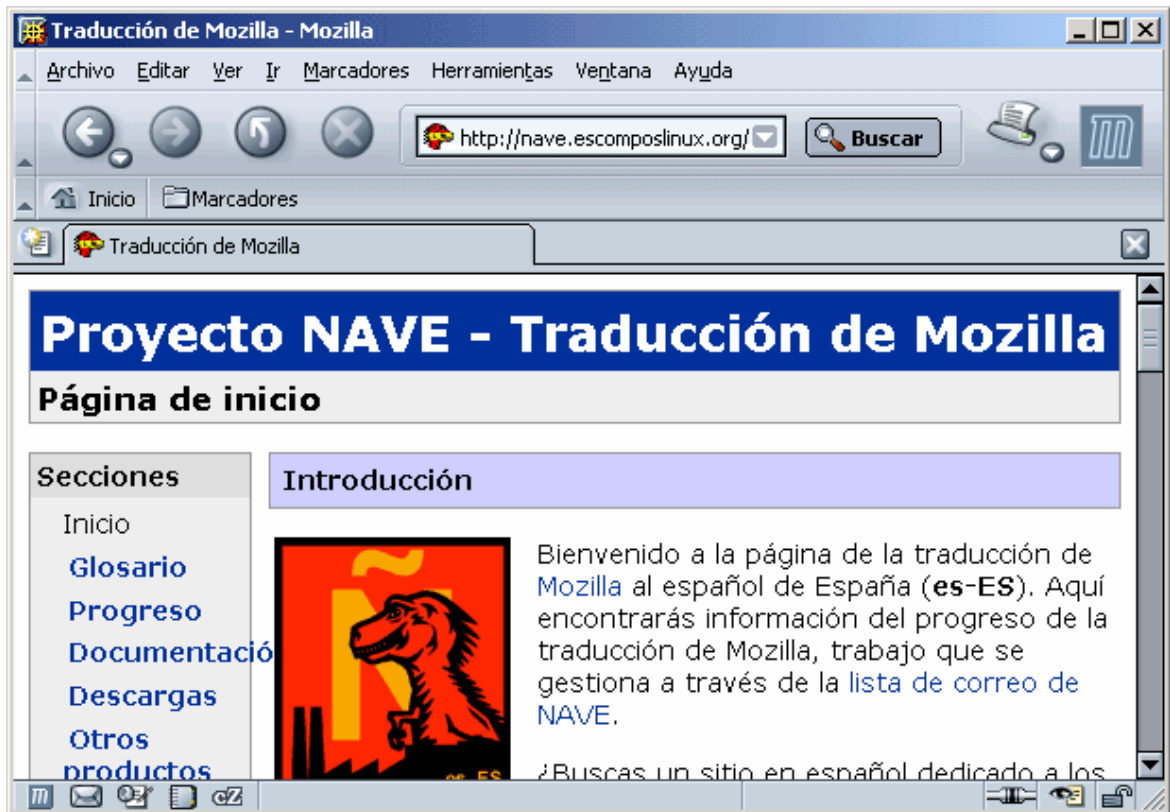 Traducción de Mozilla - Mozilla
Archivo Editar Ver Ir Marcadores Herramientas Ventana Ayuda
http://nave.escomposlinux.org/ Buscar
Inicio Marcadores
Traducción de Mozilla
Proyecto NAVE - Traducción de Mozilla
Página de inicio
Secciones
Inicio
Glosario
Progreso
Documentació
Descargas
Otros
productos
Introducción
Ñ
es-ES
Bienvenido a la página de la traducción de
Mozilla al español de España (es-ES). Aquí
encontrarás información del progreso de la
traducción de Mozilla, trabajo que se
gestiona a través de la lista de correo de
NAVE.
¿Buscas un sitio en español dedicado a los